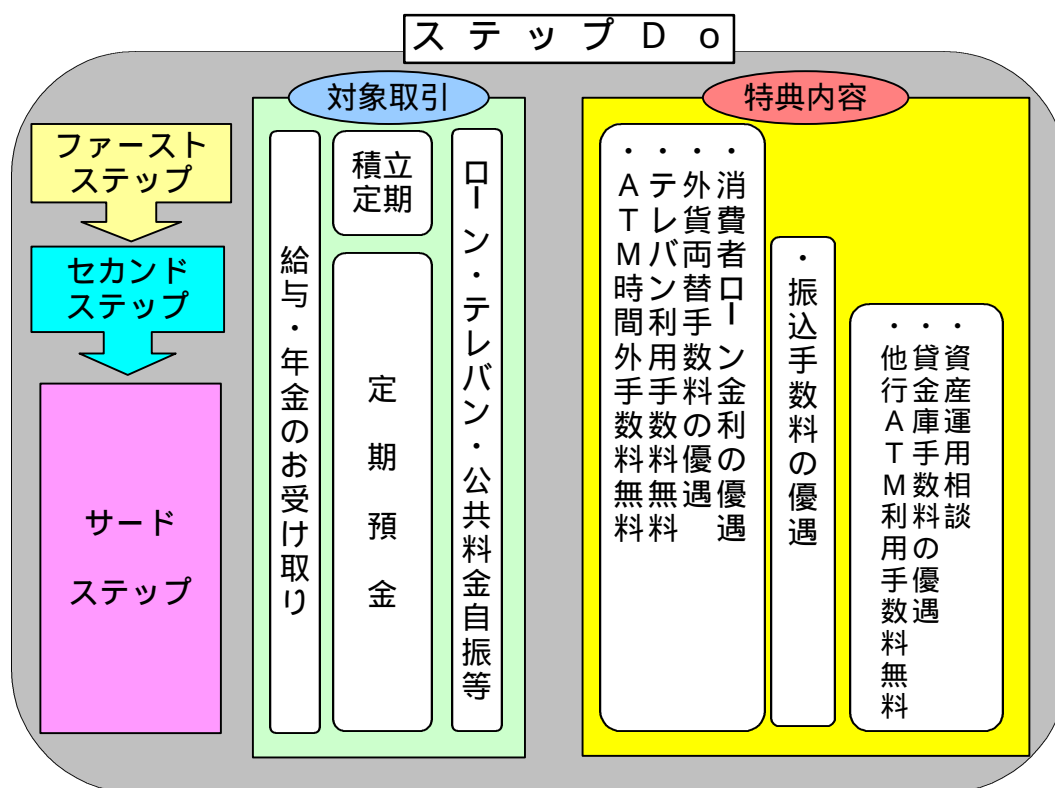 ステップDo
対象取引
特典内容
ファースト
ステップ
セカンド
ステップ
サード
ステップ
給与・年金のお受け取り
積立
定期
定期預金
ローン・テレバン・公共料金自振等
・消費者ローン金利の優遇
・外貨両替手数料の優遇
・テレバン利用手数料無料
・ATM時間外手数料無料
・振込手数料の優遇
・資産運用相談
・貸金庫手数料の優遇
・他行ATM利用手数料無料